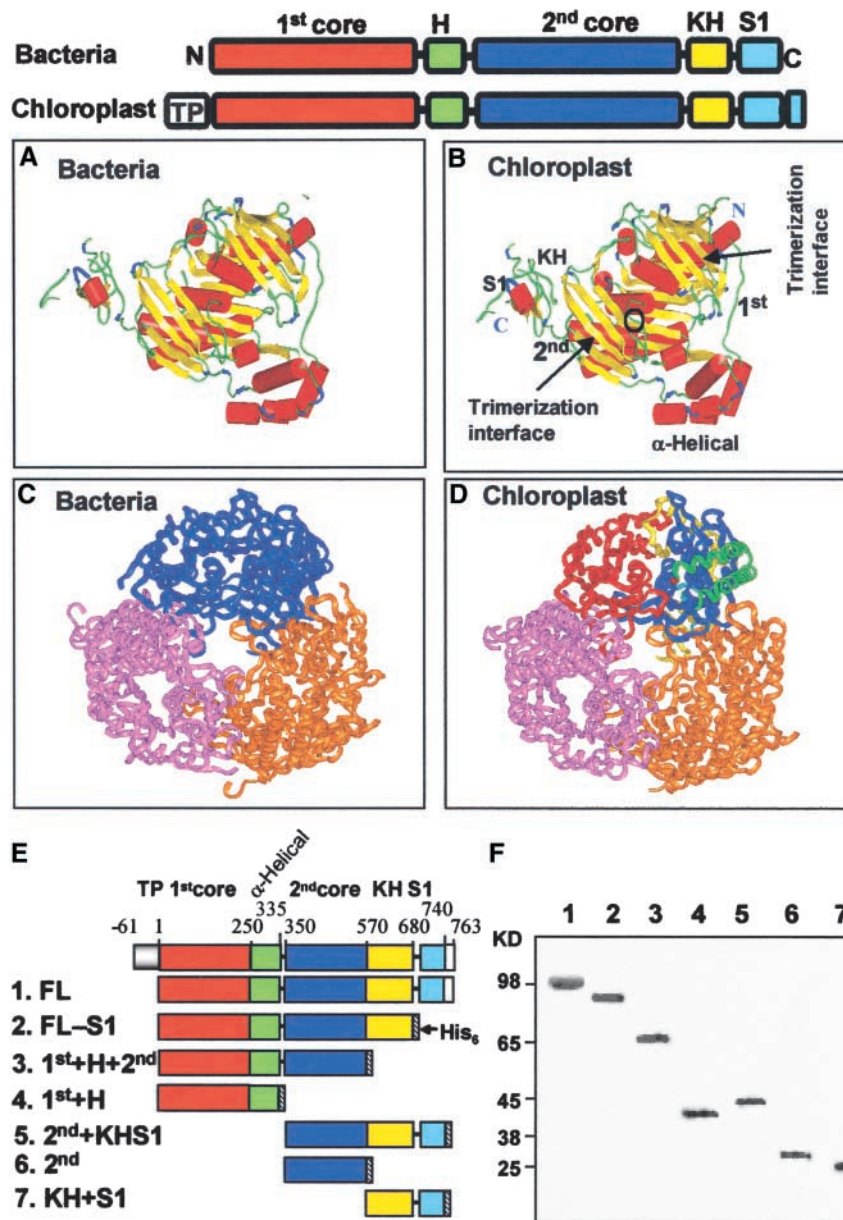 1st core H 2nd core KH S1
Bacteria N C
Chloroplast TP
A Bacteria
S1
B Chloroplast
N
KH
S1
C
1st
2nd
O
Trimerization interface
Trimerization
interface
α-Helical
C Bacteria
D Chloroplast
E
TP 1st core α-Helical 2nd core KH S1
-61 1 250 335 350 570 680 740 763
1. FL
2. FL–S1 His6
3. 1st+H+2nd
4. 1st+H
5. 2nd+KHS1
6. 2nd
7. KH+S1
F
1 2 3 4 5 6 7
KD
98
65
45
38
25